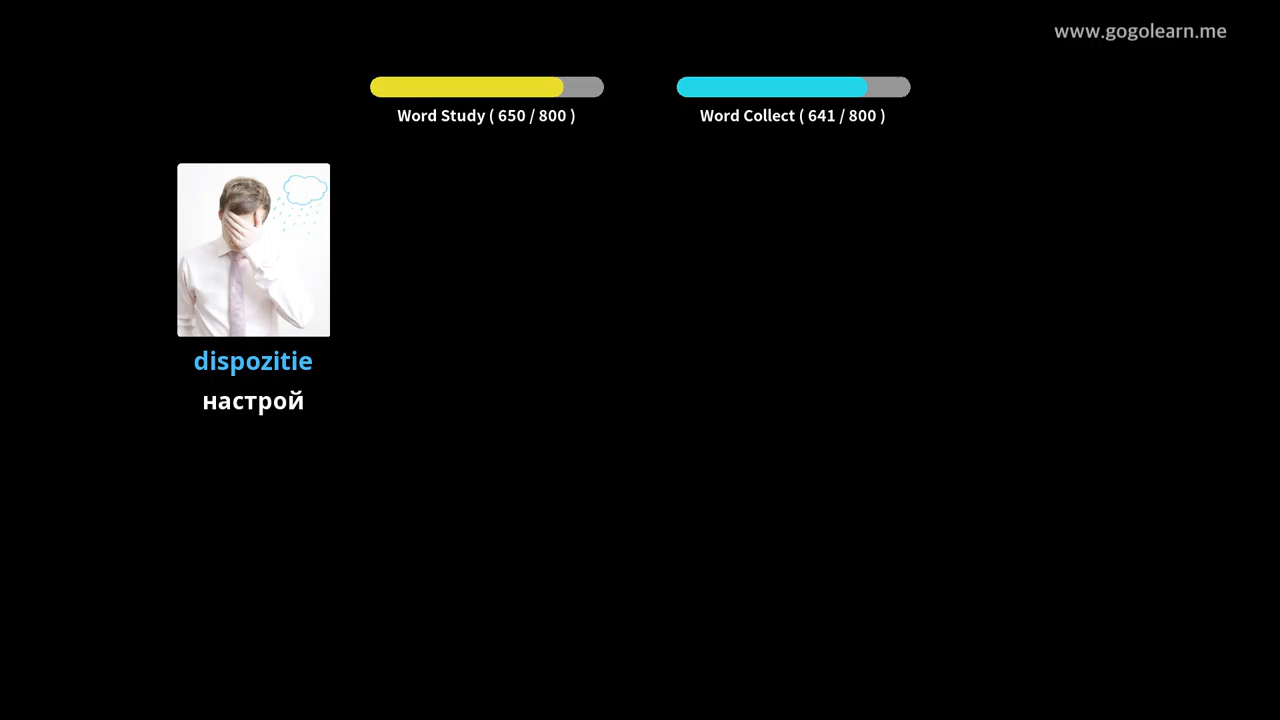 www.gogolearn.me
Word Study ( 650 / 800 )
Word Collect ( 641 / 800 )
dispozitie
настрой